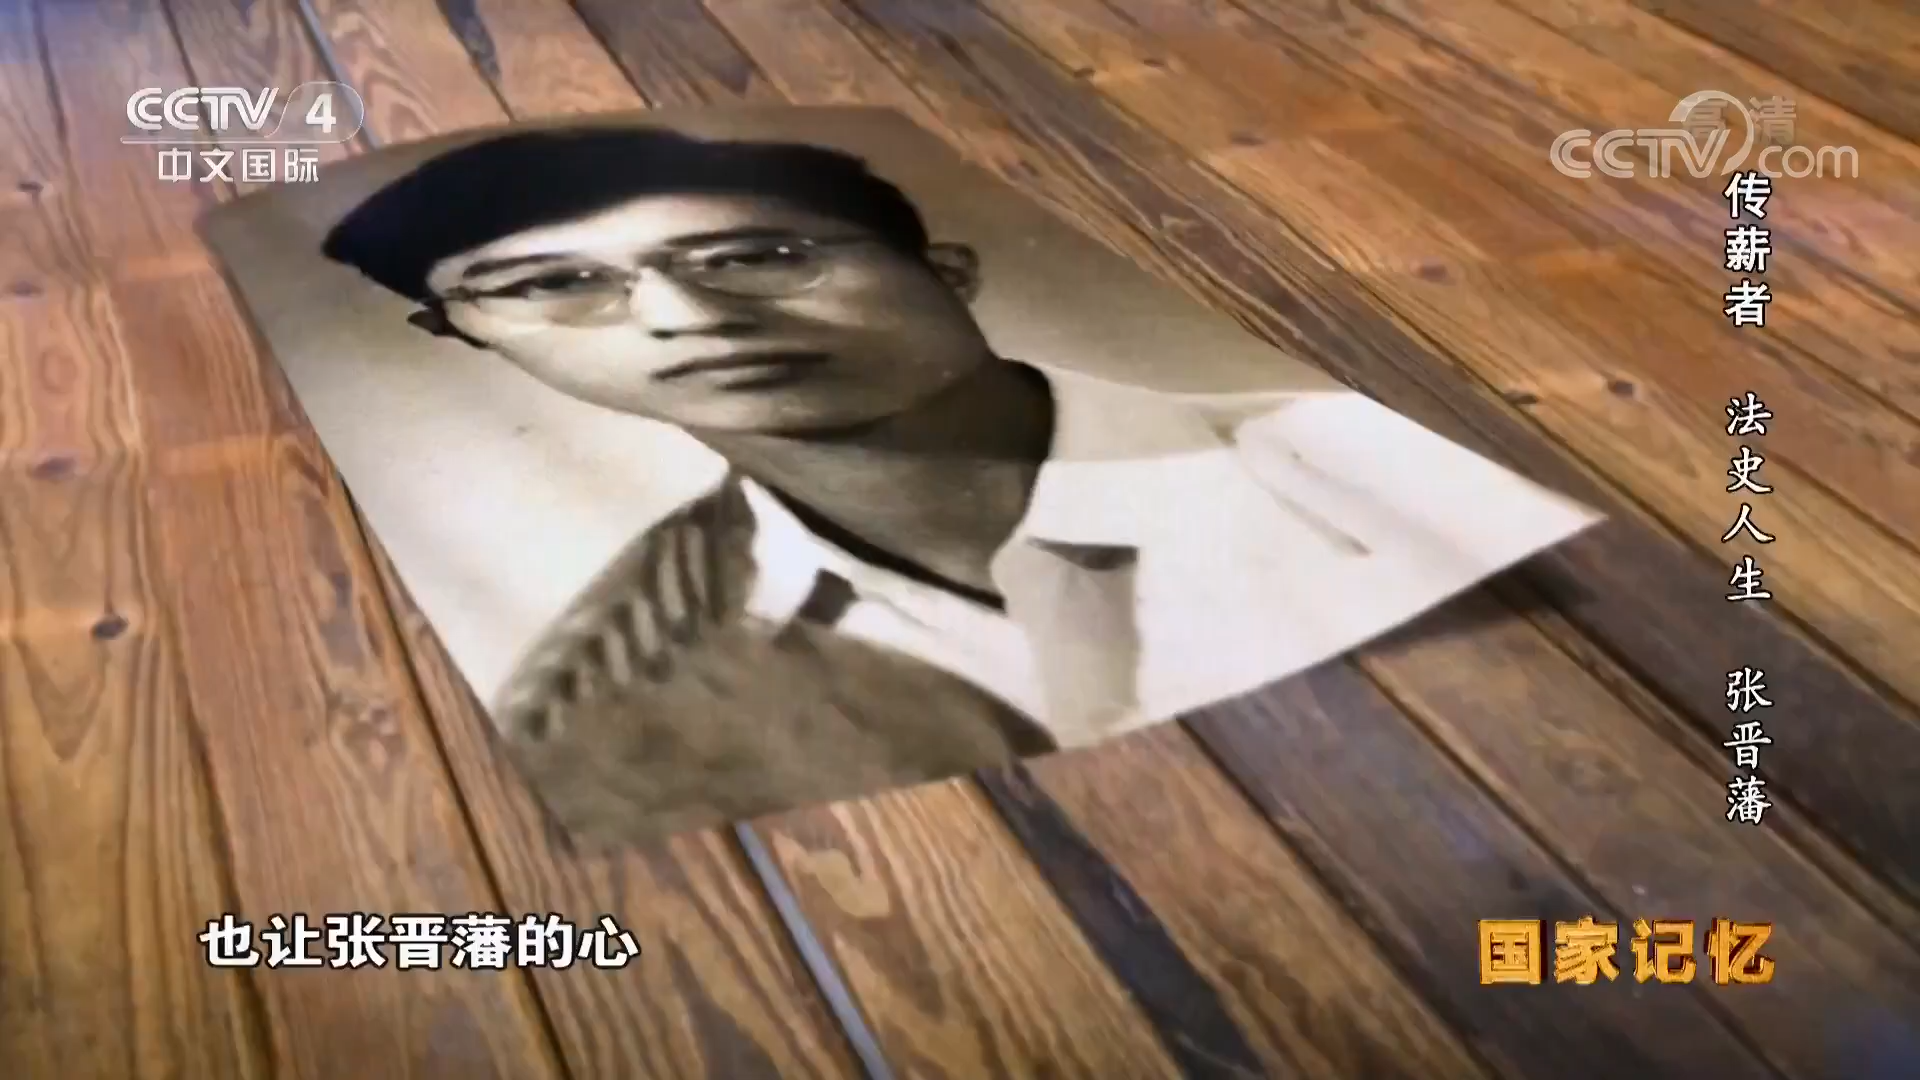 CCTV 4
中文国际
高清
CCTV.com
传薪者 法史人生 张晋藩
也让张晋藩的心
国家记忆